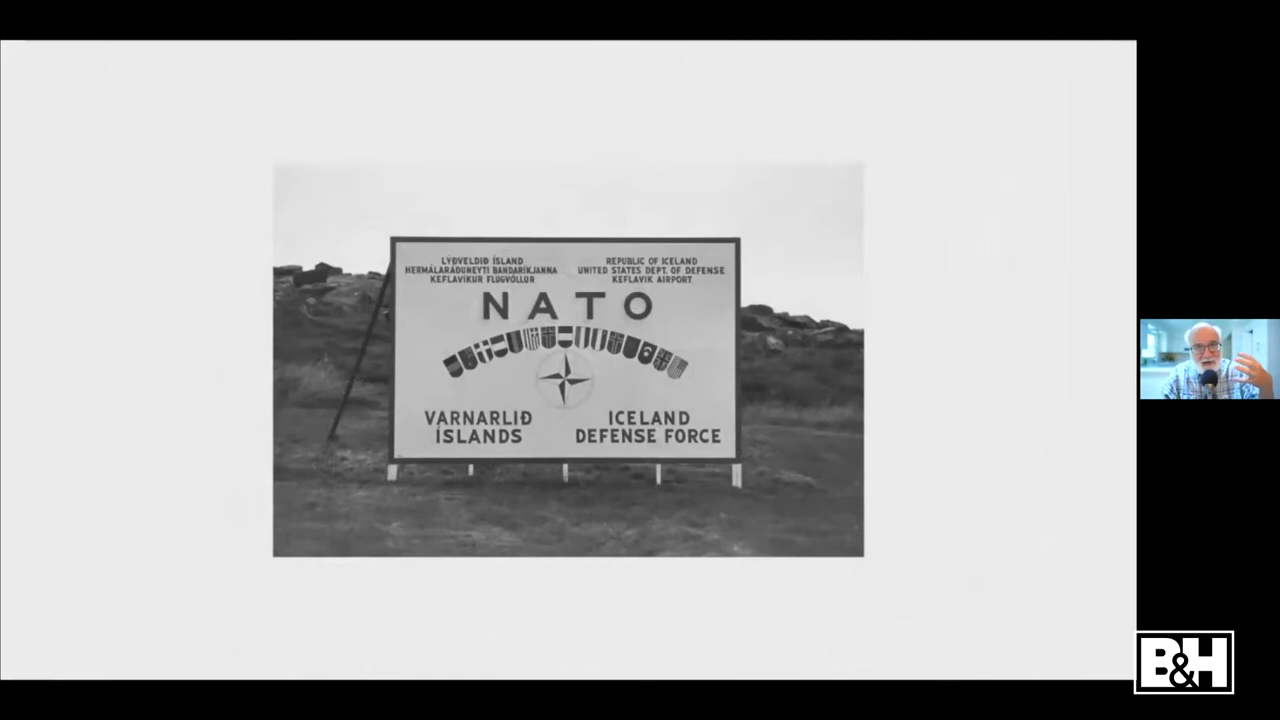 LÝÐVELDIÐ ÍSLAND
HERMÁLARÁÐUNEYTI BANDARÍKJANNA
KEFLAVÍKUR FLUGVÖLLUR
REPUBLIC OF ICELAND
UNITED STATES DEPT. OF DEFENSE
KEFLAVIK AIRPORT
NATO
VARNARLIÐ
ÍSLANDS
ICELAND
DEFENSE FORCE
B&H